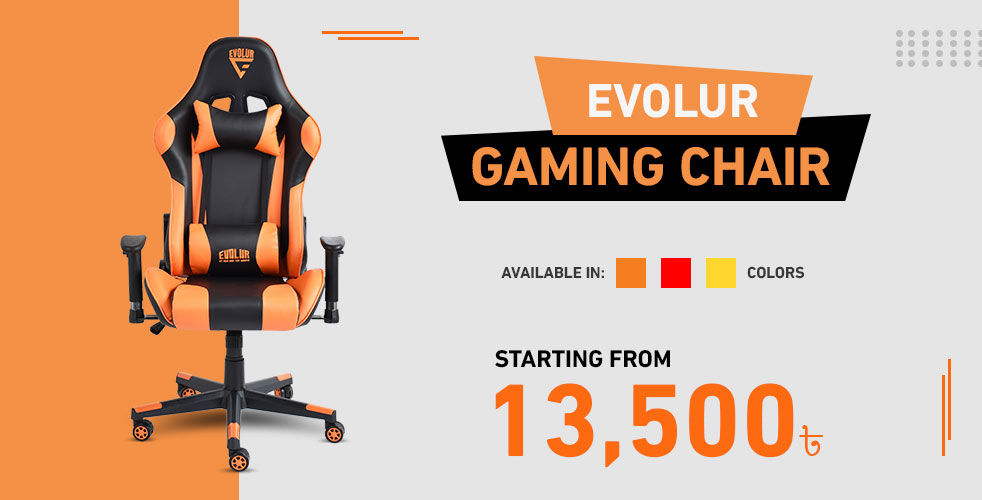 EVOLUR
EVOLUR
EVOLUR
GAMING CHAIR
AVAILABLE IN: COLORS
STARTING FROM
13,500৳